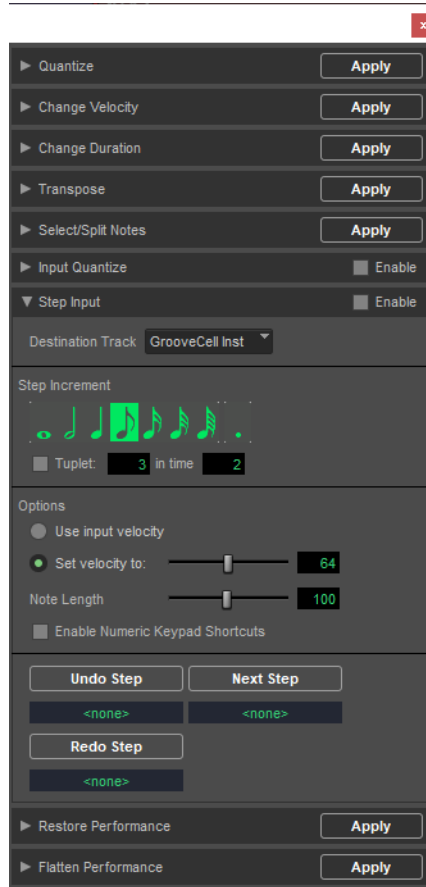 x
Quantize Apply
Change Velocity Apply
Change Duration Apply
Transpose Apply
Select/Split Notes Apply
Input Quantize Enable
Step Input Enable
Destination Track GrooveCell Inst
Step Increment
Tuplet: 3 in time 2
Options
Use input velocity
Set velocity to: 64
Note Length 100
Enable Numeric Keypad Shortcuts
Undo Step Next Step
<none> <none>
Redo Step
<none>
Restore Performance Apply
Flatten Performance Apply